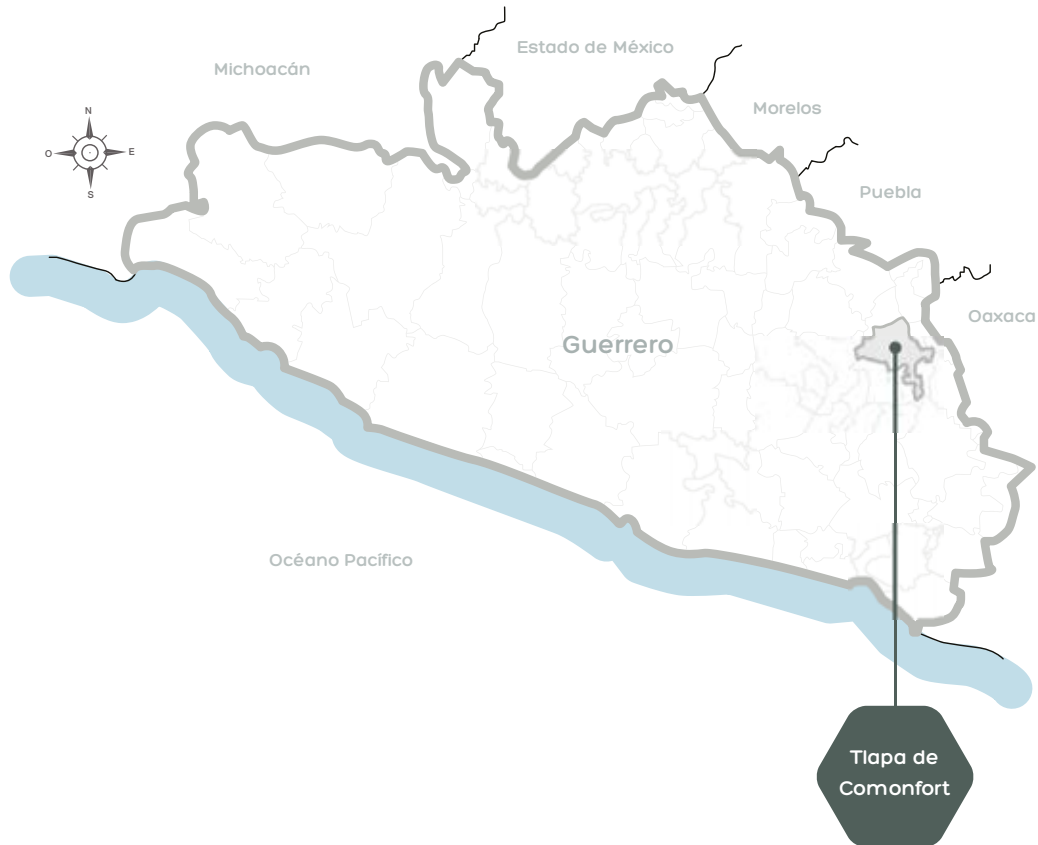 Estado de México
Michoacán
Morelos
N
O
E
S
Puebla
Oaxaca
Guerrero
Océano Pacífico
Tlapa de
Comonfort